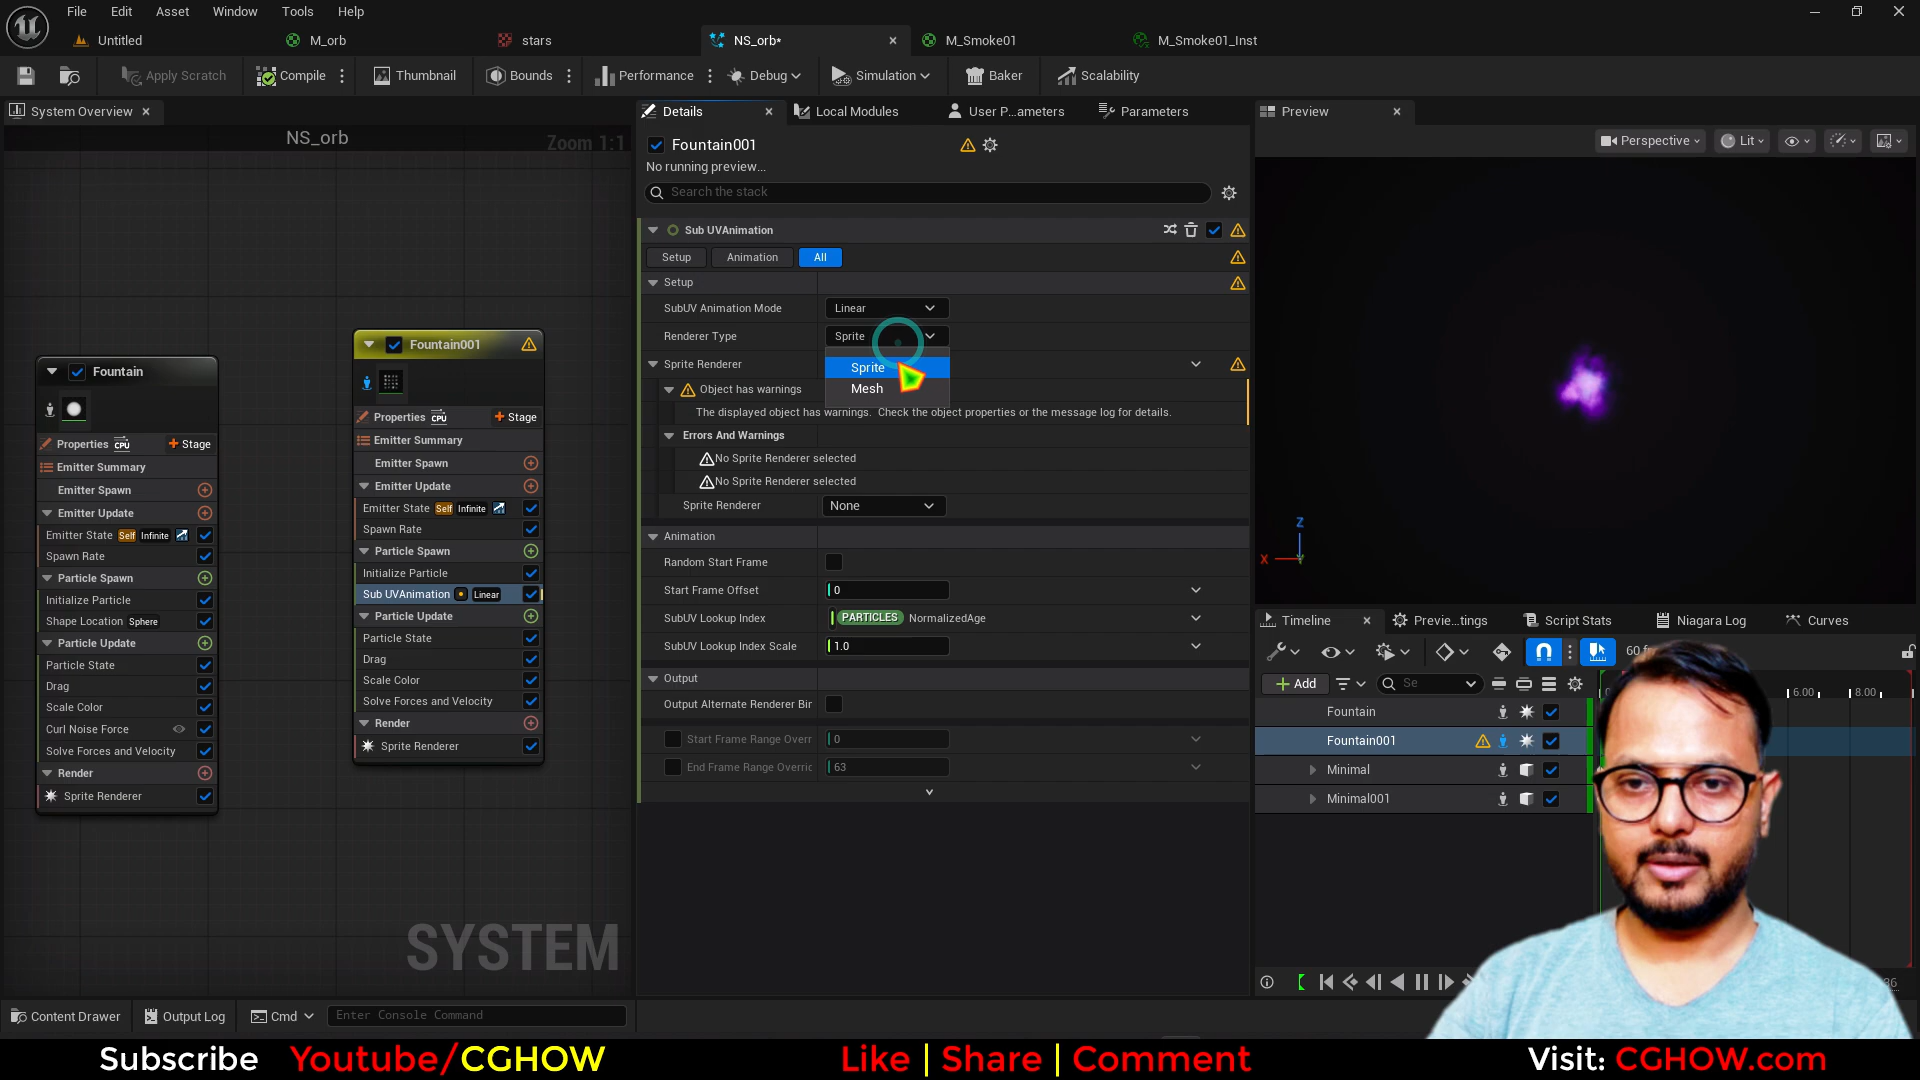 File Edit Asset Window Tools Help
Untitled M_orb stars NS_orb* M_Smoke01 M_Smoke01_Inst
Apply Scratch Compile Thumbnail Bounds Performance Debug Simulation Baker Scalability
System Overview
NS_orb
Zoom 1:1
Fountain
Properties CPU Stage
Emitter Summary
Emitter Spawn
Emitter Update
Emitter State Self Infinite
Spawn Rate
Particle Spawn
Initialize Particle
Shape Location Sphere
Particle Update
Particle State
Drag
Scale Color
Curl Noise Force
Solve Forces and Velocity
Render
Sprite Renderer
Fountain001
Properties CPU Stage
Emitter Summary
Emitter Spawn
Emitter Update
Emitter State Self Infinite
Spawn Rate
Particle Spawn
Initialize Particle
Sub UVAnimation Linear
Particle Update
Particle State
Drag
Scale Color
Solve Forces and Velocity
Render
Sprite Renderer
SYSTEM
Details Local Modules User P...ameters Parameters
Fountain001
No running preview...
Search the stack
Sub UVAnimation
Setup Animation All
Setup
SubUV Animation Mode Linear
Renderer Type Sprite
Sprite
Mesh
Sprite Renderer
Object has warnings
The displayed object has warnings. Check the object properties or the message log for details.
Errors And Warnings
No Sprite Renderer selected
No Sprite Renderer selected
Sprite Renderer None
Animation
Random Start Frame
Start Frame Offset 0
SubUV Lookup Index PARTICLES NormalizedAge
SubUV Lookup Index Scale 1.0
Output
Output Alternate Renderer Bir
Start Frame Range Overr 0
End Frame Range Overric 63
Preview
Perspective Lit
Z
X
Timeline Previe...tings Script Stats Niagara Log Curves
60 f
Add Se 6.00 8.00
Fountain
Fountain001
Minimal
Minimal001
Content Drawer Output Log Cmd Enter Console Command
Subscribe Youtube/CGHOW Like | Share | Comment Visit: CGHOW.com